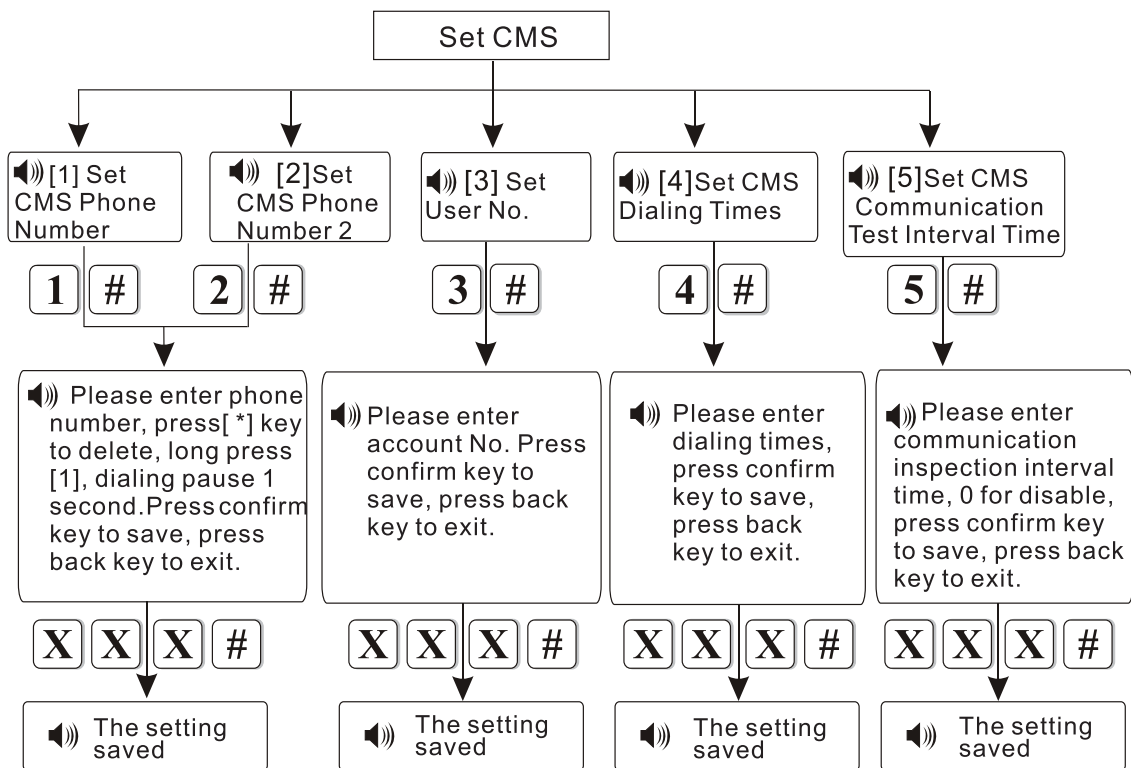 Set CMS
[1] Set
CMS Phone
Number
[2]Set
CMS Phone
Number 2
[3] Set
User No.
[4]Set CMS
Dialing Times
[5]Set CMS
Communication
Test Interval Time
1 #
2 #
3 #
4 #
5 #
Please enter phone
number, press[ *] key
to delete, long press
[1], dialing pause 1
second.Press confirm
key to save, press
back key to exit.
Please enter
account No. Press
confirm key to
save, press back
key to exit.
Please enter
dialing times,
press confirm
key to save,
press back
key to exit.
Please enter
communication
inspection interval
time, 0 for disable,
press confirm key
to save, press back
key to exit.
X X X #
X X X #
X X X #
X X X #
The setting
saved
The setting
saved
The setting
saved
The setting
saved